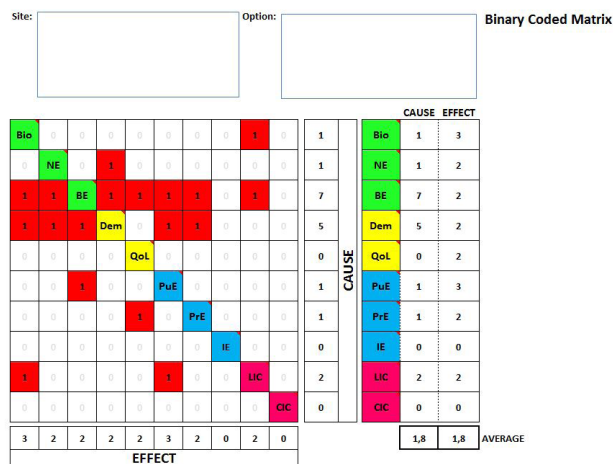 Site: Option: Binary Coded Matrix
CAUSE EFFECT
Bio 0 0 0 0 0 0 0 1 0 1 Bio 1 3
0 NE 0 1 0 0 0 0 0 0 1 NE 1 2
1 1 BE 1 1 1 1 0 1 0 7 BE 7 2
1 1 1 Dem 0 1 1 0 0 0 5 Dem 5 2
0 0 0 0 QoL 0 0 0 0 0 0 QoL 0 2
0 0 1 0 0 PuE 0 0 0 0 1 PuE 1 3
0 0 0 0 1 0 PrE 0 0 0 1 PrE 1 2
0 0 0 0 0 0 0 IE 0 0 0 IE 0 0
1 0 0 0 0 1 0 0 LIC 0 2 LIC 2 2
0 0 0 0 0 0 0 0 0 CIC 0 CIC 0 0
CAUSE
3 2 2 2 2 3 2 0 2 0 1,8 1,8 AVERAGE
EFFECT